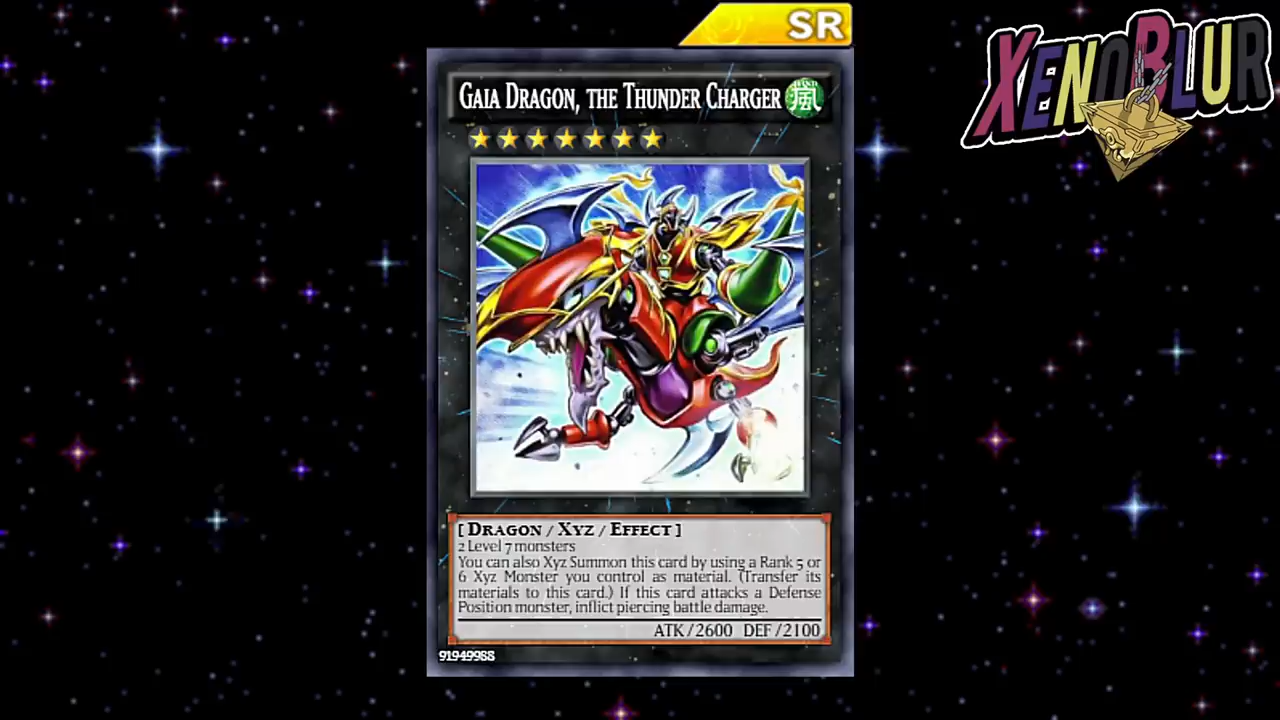 SR
XENOBLUR
GAIA DRAGON, THE THUNDER CHARGER
風
[ DRAGON / XYZ / EFFECT ]
2 Level 7 monsters
You can also Xyz Summon this card by using a Rank 5 or
6 Xyz Monster you control as material. (Transfer its
materials to this card.) If this card attacks a Defense
Position monster, inflict piercing battle damage.
ATK/2600 DEF/2100
91949988